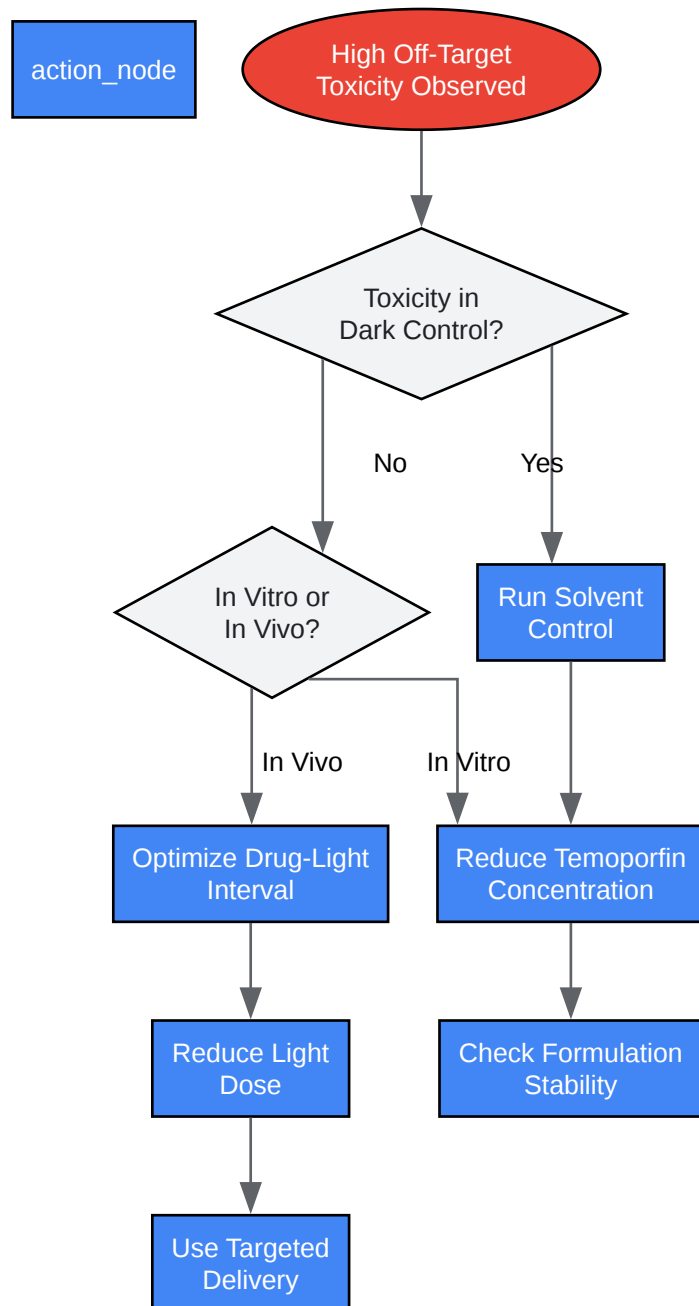 action_node
High Off-Target
Toxicity Observed
Toxicity in
Dark Control?
No
Yes
In Vitro or
In Vivo?
Run Solvent
Control
In Vivo
In Vitro
Optimize Drug-Light
Interval
Reduce Temoporfin
Concentration
Reduce Light
Dose
Check Formulation
Stability
Use Targeted
Delivery